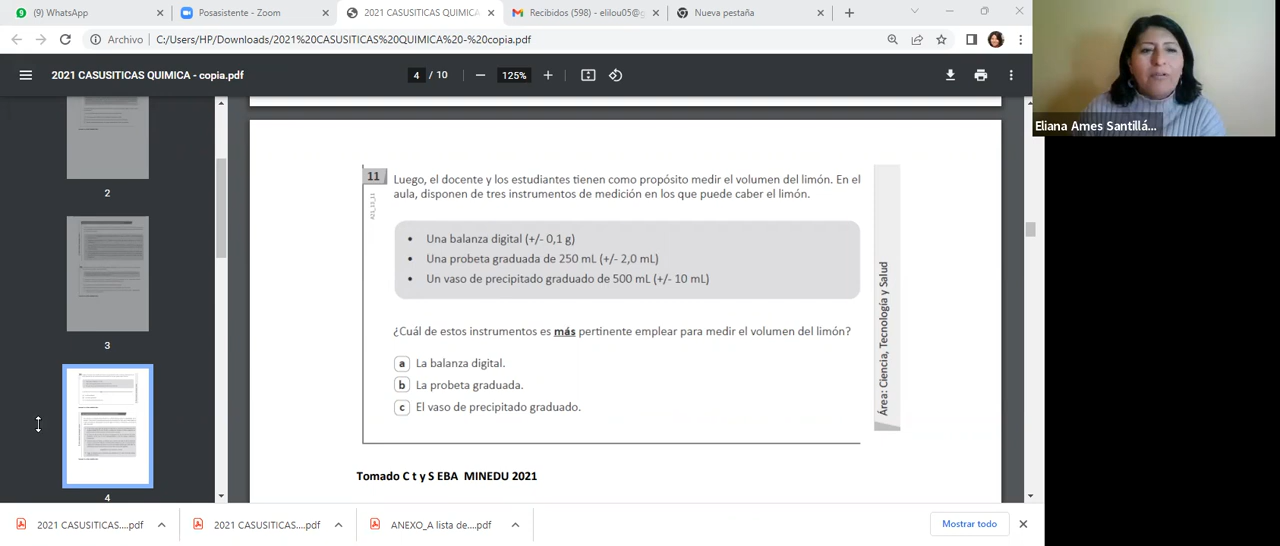 (9) WhatsApp
Posasistente - Zoom
2021 CASUSITICAS QUIMICA
Recibidos (598) - elilou05@g
Nueva pestaña
Archivo
C:/Users/HP/Downloads/2021%20CASUSITICAS%20QUIMICA%20-%20copia.pdf
2021 CASUSITICAS QUIMICA - copia.pdf
4 / 10
125%
2
3
4
11 Luego, el docente y los estudiantes tienen como propósito medir el volumen del limón. En el
aula, disponen de tres instrumentos de medición en los que puede caber el limón.
• Una balanza digital (+/- 0,1 g)
• Una probeta graduada de 250 mL (+/- 2,0 mL)
• Un vaso de precipitado graduado de 500 mL (+/- 10 mL)
¿Cuál de estos instrumentos es más pertinente emplear para medir el volumen del limón?
a La balanza digital.
b La probeta graduada.
c El vaso de precipitado graduado.
Área: Ciencia, Tecnología y Salud
Tomado C t y S EBA MINEDU 2021
Eliana Ames Santillá...
2021 CASUSITICAS....pdf
2021 CASUSITICAS....pdf
ANEXO_A lista de....pdf
Mostrar todo